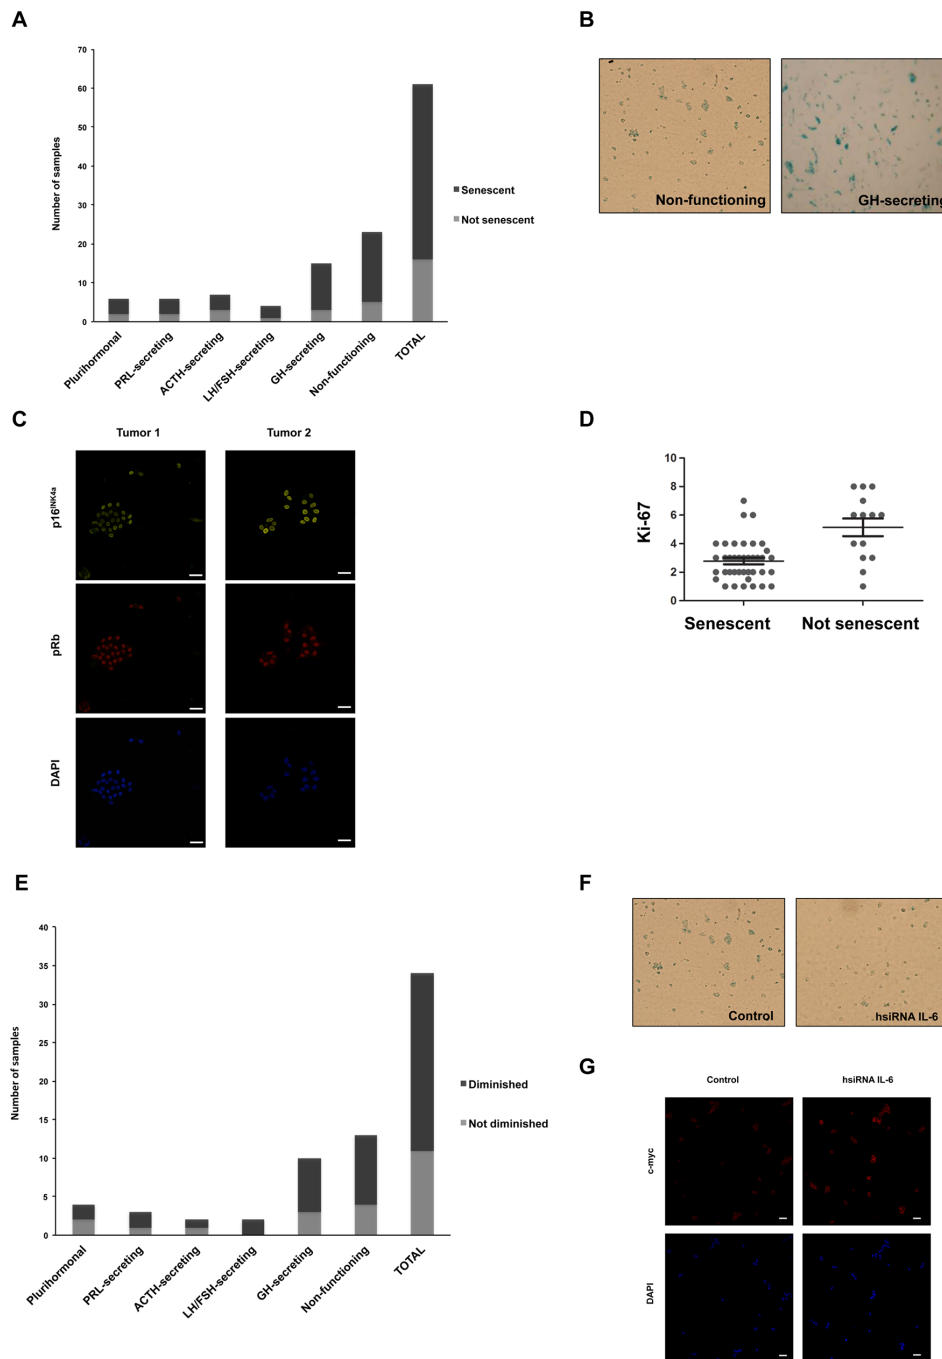 A
70
60
50
40
30
20
10
0
Number of samples
Senescent
Not senescent
Plurihormonal
PRL-secreting
ACTH-secreting
LH/FSH-secreting
GH-secreting
Non-functioning
TOTAL
B
Non-functioning
GH-secreting
C
Tumor 1
Tumor 2
p16INK4a
pRb
DAPI
D
10
8
6
4
2
0
Ki-67
Senescent
Not senescent
E
40
35
30
25
20
15
10
5
0
Number of samples
Diminished
Not diminished
Plurihormonal
PRL-secreting
ACTH-secreting
LH/FSH-secreting
GH-secreting
Non-functioning
TOTAL
F
Control
hsiRNA IL-6
G
Control
hsiRNA IL-6
c-myc
DAPI